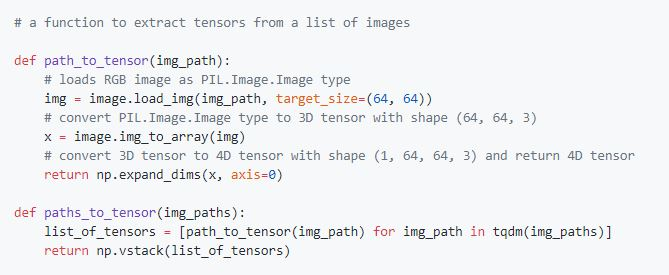 # a function to extract tensors from a list of images
def path_to_tensor(img_path):
    # loads RGB image as PIL.Image.Image type
    img = image.load_img(img_path, target_size=(64, 64))
    # convert PIL.Image.Image type to 3D tensor with shape (64, 64, 3)
    x = image.img_to_array(img)
    # convert 3D tensor to 4D tensor with shape (1, 64, 64, 3) and return 4D tensor
    return np.expand_dims(x, axis=0)
def paths_to_tensor(img_paths):
    list_of_tensors = [path_to_tensor(img_path) for img_path in tqdm(img_paths)]
    return np.vstack(list_of_tensors)